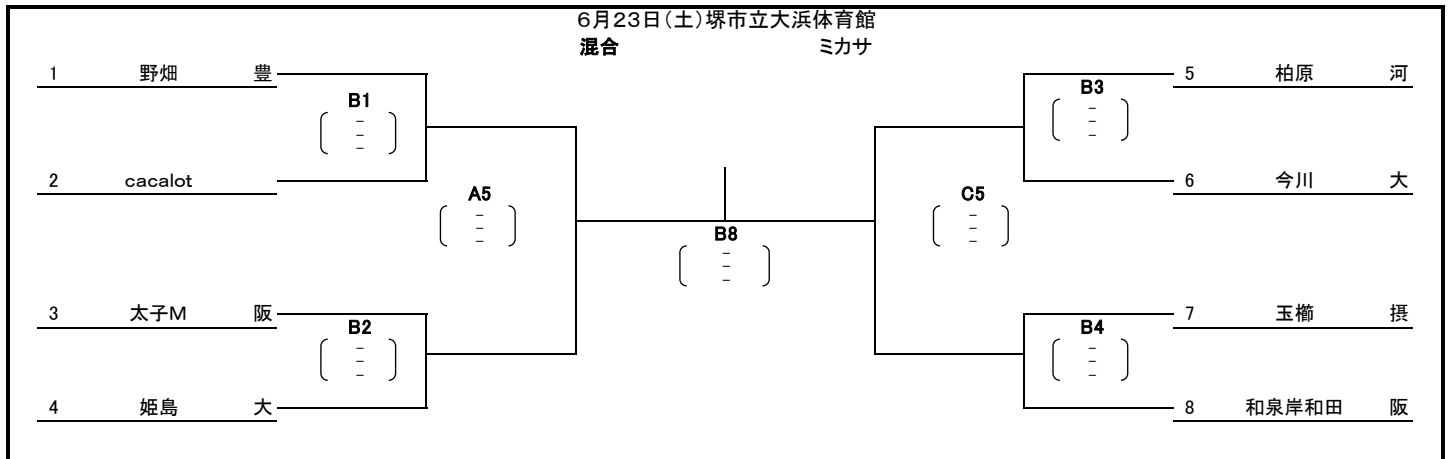 6月23日(土)堺市立大浜体育館
混合 ミカサ
1 野畑 豊
B1
( - - - )
2 cacalot
A5
( - - - )
3 太子M 阪
B2
( - - - )
4 姫島 大
B8
( - - - )
5 柏原 河
B3
( - - - )
6 今川 大
C5
( - - - )
7 玉櫛 摂
B4
( - - - )
8 和泉岸和田 阪